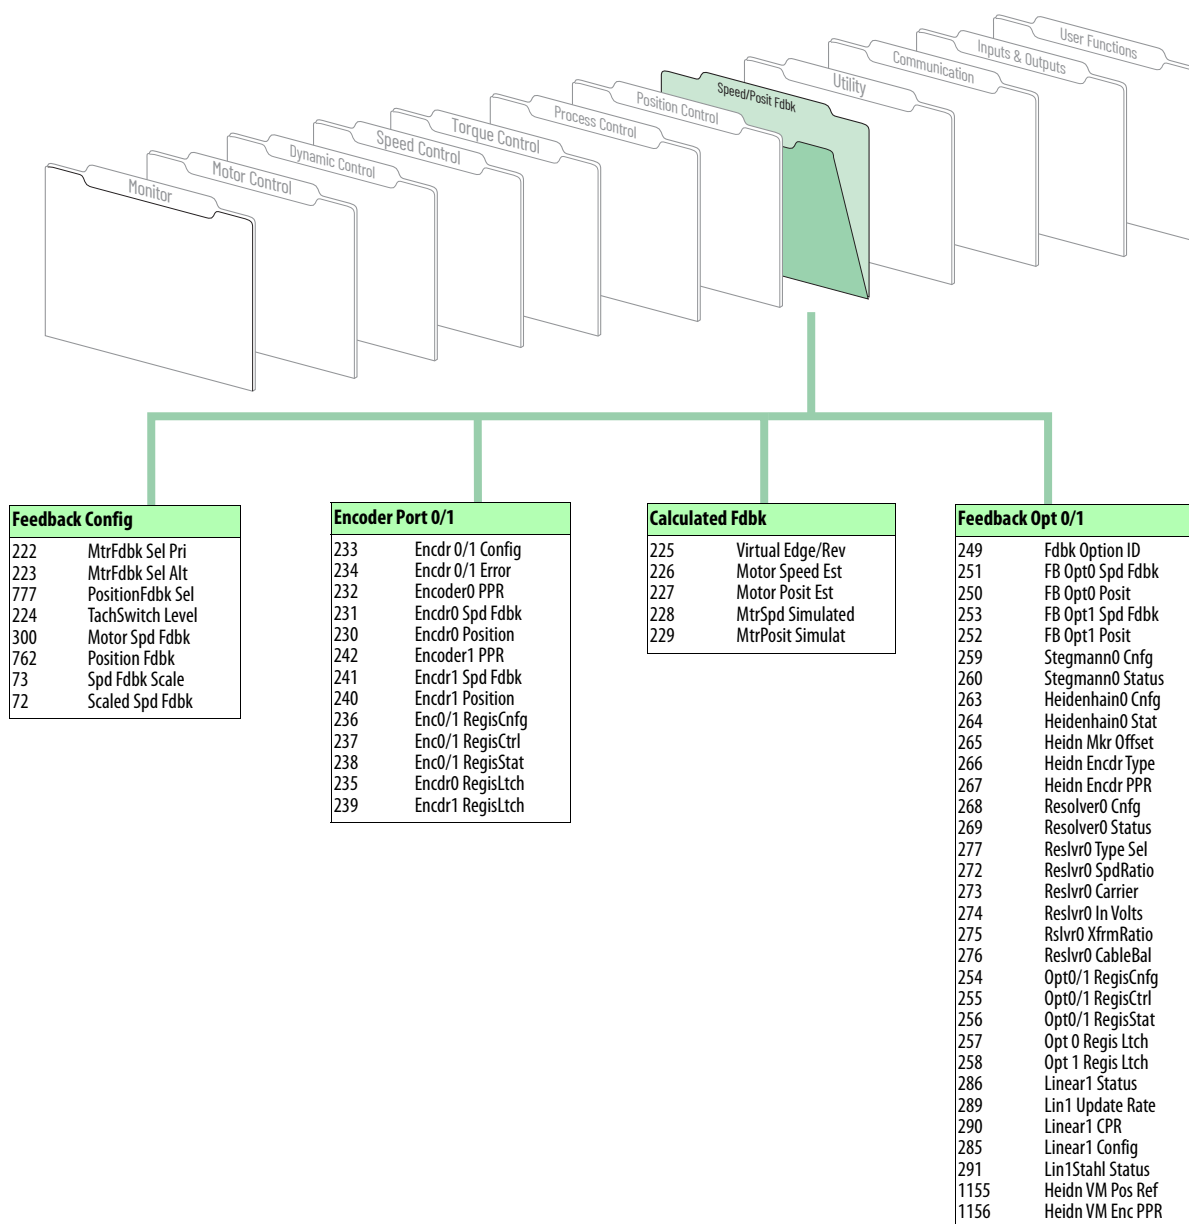 User Functions
Inputs & Outputs
Communication
Utility
Speed/Posit Fdbk
Position Control
Process Control
Torque Control
Speed Control
Dynamic Control
Motor Control
Monitor
Feedback Config
222 MtrFdbk Sel Pri
223 MtrFdbk Sel Alt
777 PositionFdbk Sel
224 TachSwitch Level
300 Motor Spd Fdbk
762 Position Fdbk
73 Spd Fdbk Scale
72 Scaled Spd Fdbk
Encoder Port 0/1
233 Encdr 0/1 Config
234 Encdr 0/1 Error
232 Encoder0 PPR
231 Encdr0 Spd Fdbk
230 Encdr0 Position
242 Encoder1 PPR
241 Encdr1 Spd Fdbk
240 Encdr1 Position
236 Enc0/1 RegisCnfg
237 Enc0/1 RegisCtrl
238 Enc0/1 RegisStat
235 Encdr0 RegisLtch
239 Encdr1 RegisLtch
Calculated Fdbk
225 Virtual Edge/Rev
226 Motor Speed Est
227 Motor Posit Est
228 MtrSpd Simulated
229 MtrPosit Simulat
Feedback Opt 0/1
249 Fdbk Option ID
251 FB Opt0 Spd Fdbk
250 FB Opt0 Posit
253 FB Opt1 Spd Fdbk
252 FB Opt1 Posit
259 Stegmann0 Cnfg
260 Stegmann0 Status
263 Heidenhain0 Cnfg
264 Heidenhain0 Stat
265 Heidn Mkr Offset
266 Heidn Encdr Type
267 Heidn Encdr PPR
268 Resolver0 Cnfg
269 Resolver0 Status
277 Reslvr0 Type Sel
272 Reslvr0 SpdRatio
273 Reslvr0 Carrier
274 Reslvr0 In Volts
275 Rslvr0 XfrmRatio
276 Reslvr0 CableBal
254 Opt0/1 RegisCnfg
255 Opt0/1 RegisCtrl
256 Opt0/1 RegisStat
257 Opt 0 Regis Ltch
258 Opt 1 Regis Ltch
286 Linear1 Status
289 Lin1 Update Rate
290 Linear1 CPR
285 Linear1 Config
291 Lin1Stahl Status
1155 Heidn VM Pos Ref
1156 Heidn VM Enc PPR